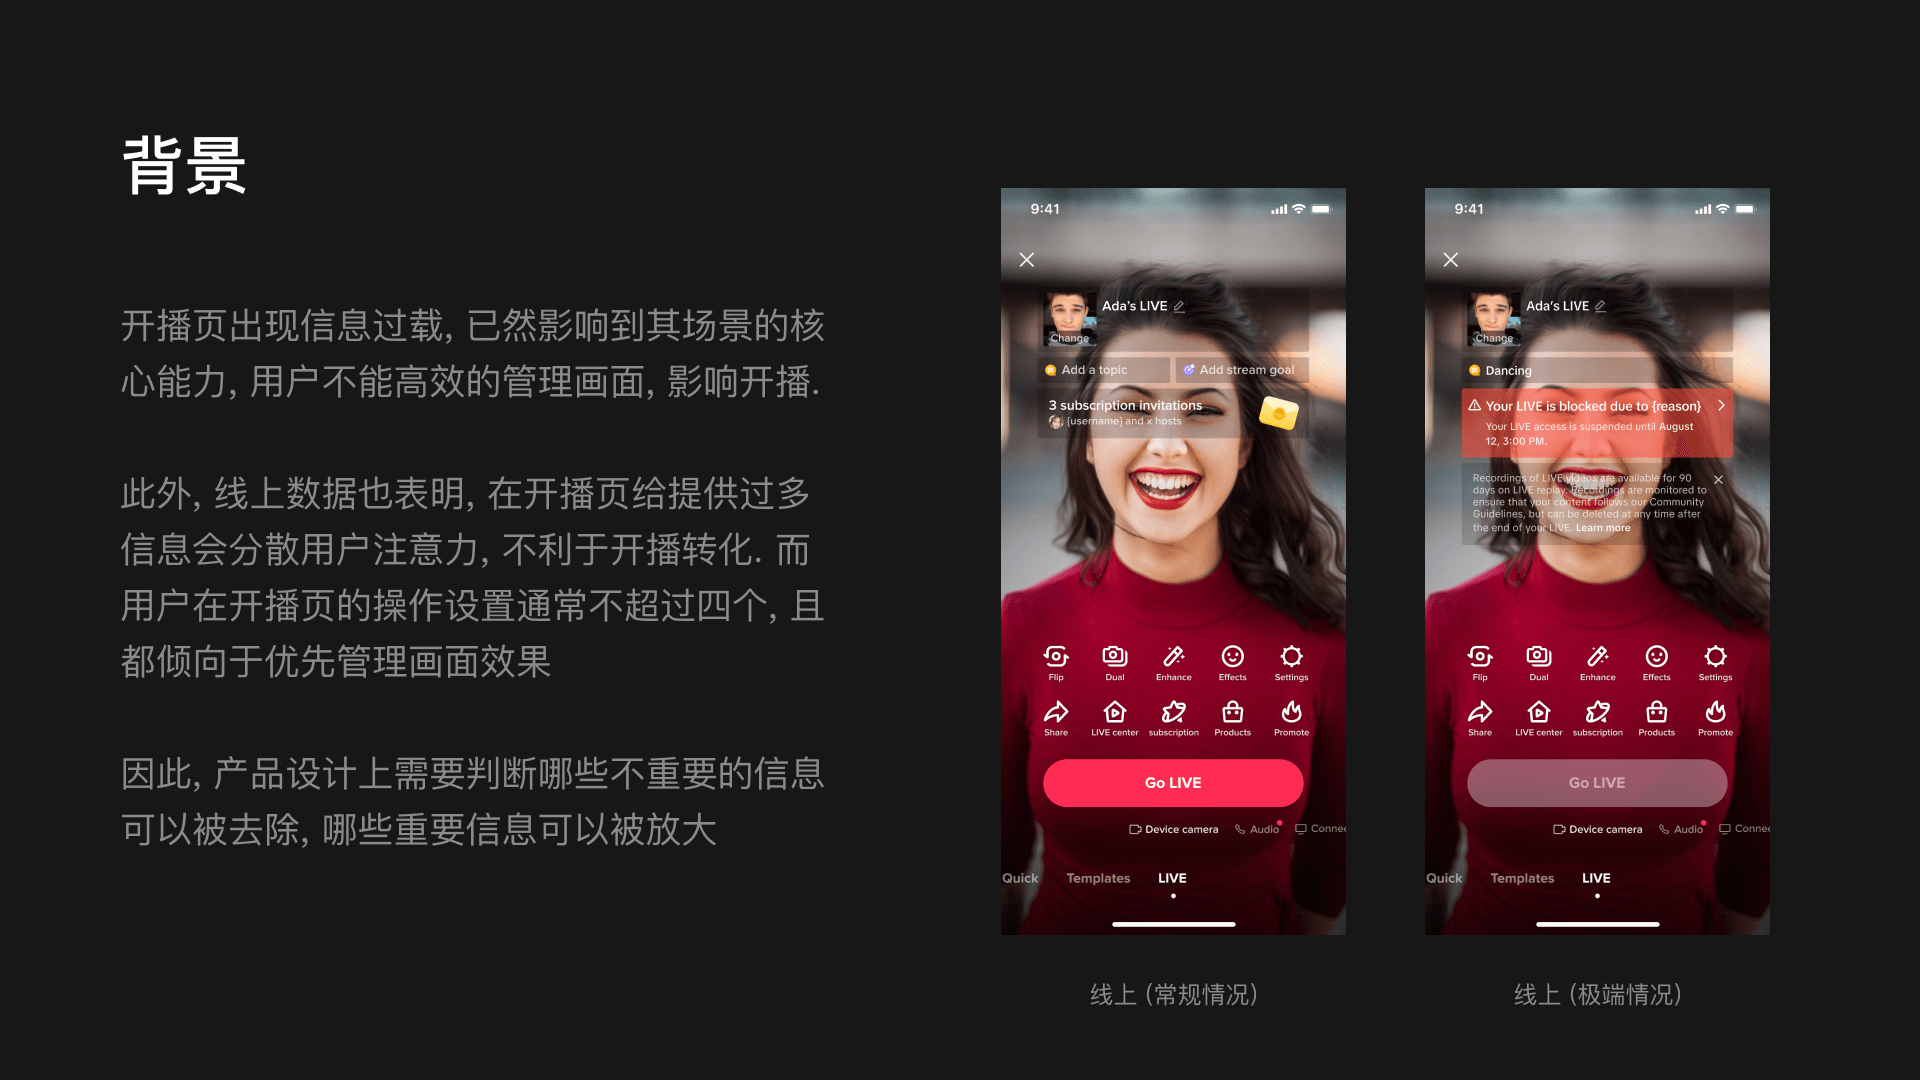 背景
开播页出现信息过载, 已然影响到其场景的核
心能力, 用户不能高效的管理画面, 影响开播.
此外, 线上数据也表明, 在开播页给提供过多
信息会分散用户注意力, 不利于开播转化. 而
用户在开播页的操作设置通常不超过四个, 且
都倾向于优先管理画面效果
因此, 产品设计上需要判断哪些不重要的信息
可以被去除, 哪些重要信息可以被放大
9:41
Ada's LIVE
Change
Add a topic
Add stream goal
3 subscription invitations
{username} and x hosts
Flip
Dual
Enhance
Effects
Settings
Share
LIVE center
subscription
Products
Promote
Go LIVE
Device camera
Audio
Connec
Quick
Templates
LIVE
线上 (常规情况)
9:41
Ada's LIVE
Change
Dancing
Your LIVE is blocked due to {reason}
Your LIVE access is suspended until August
12, 3:00 PM.
Recordings of LIVE videos are available for 90
days on LIVE replay. Recordings are monitored to
ensure that your content follows our Community
Guidelines, but can be deleted at any time after
the end of your LIVE. Learn more
Flip
Dual
Enhance
Effects
Settings
Share
LIVE center
subscription
Products
Promote
Go LIVE
Device camera
Audio
Connec
Quick
Templates
LIVE
线上 (极端情况)